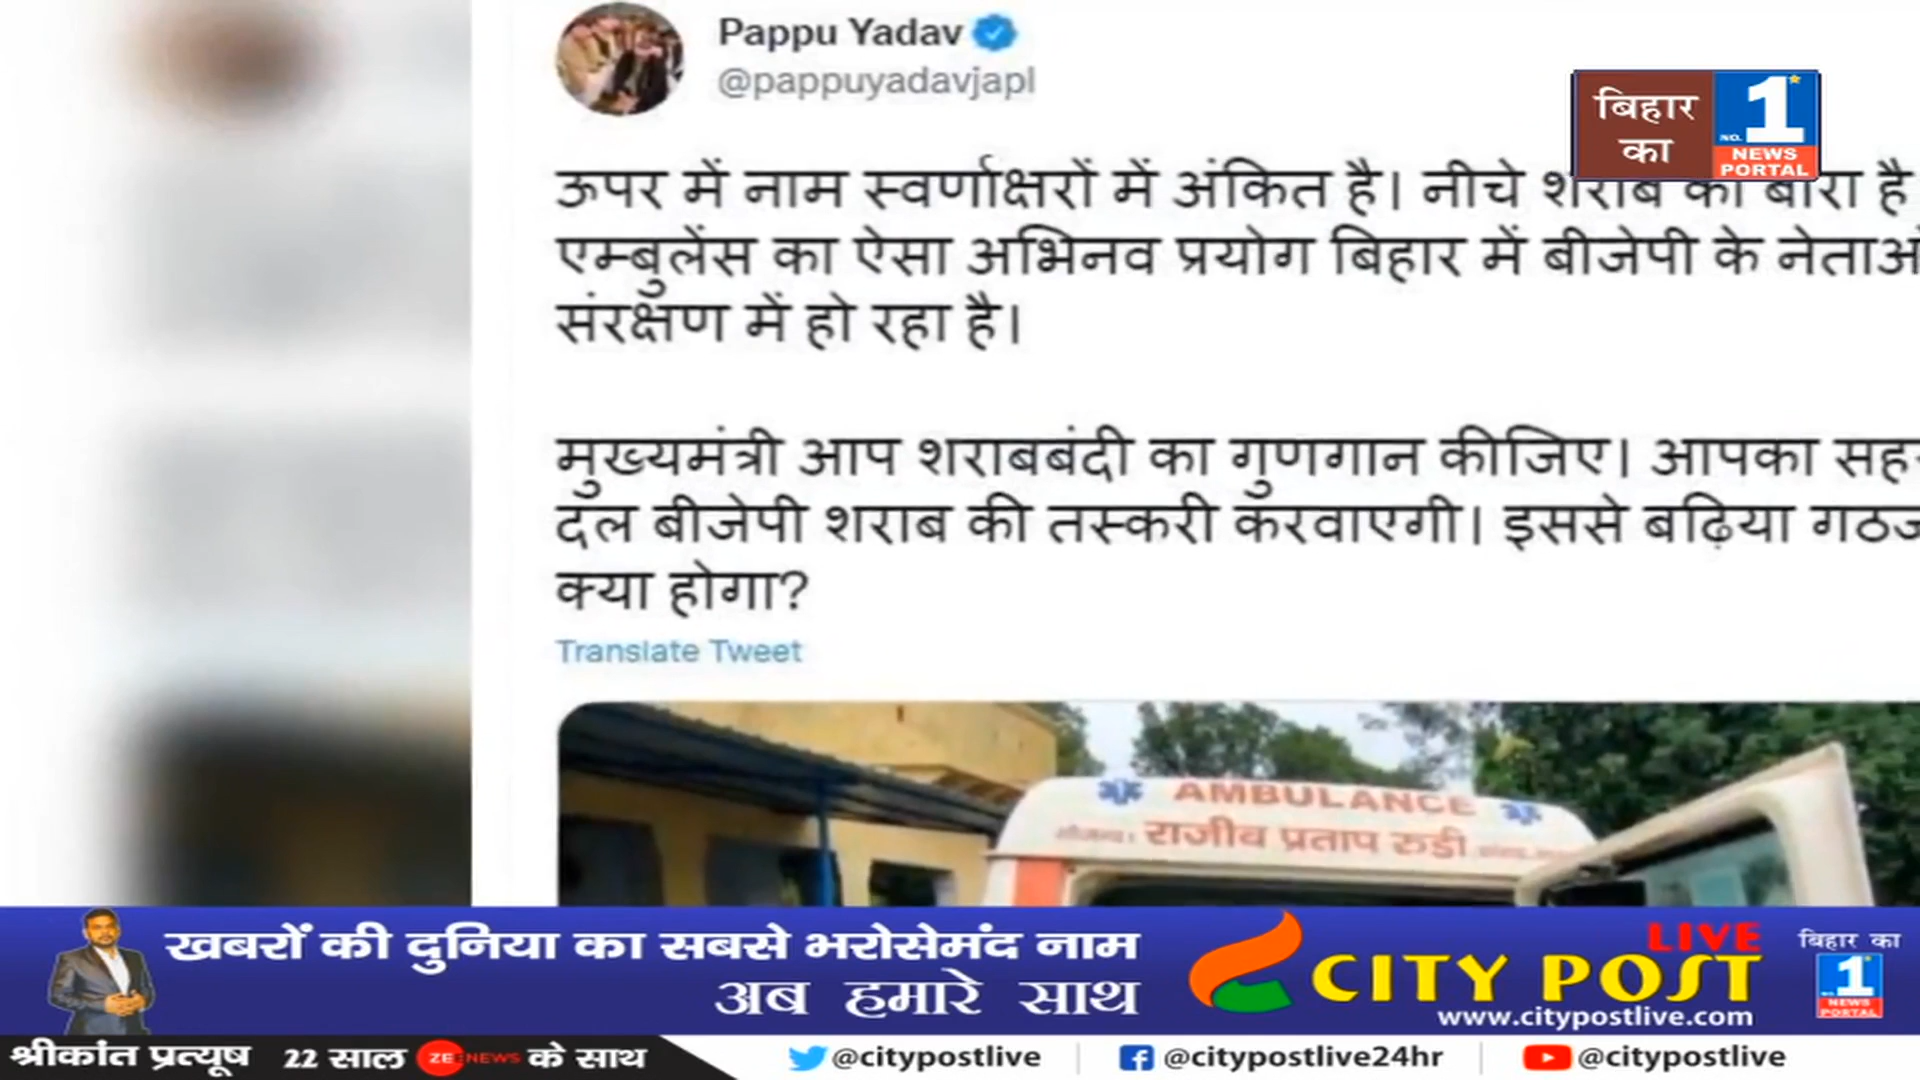 Pappu Yadav
@pappuyadavjapl
बिहार
का
NO. 1
NEWS
PORTAL
ऊपर में नाम स्वर्णाक्षरों में अंकित है। नीचे शराब का बोरा है
एम्बुलेंस का ऐसा अभिनव प्रयोग बिहार में बीजेपी के
संरक्षण में हो रहा है।
मुख्यमंत्री आप शराबबंदी का गुणगान कीजिए। आपका
दल बीजेपी शराब की तस्करी करवाएगी। इससे बढ़िया
क्या होगा?
Translate Tweet
AMBULANCE
राजीव प्रताप रुडी
खबरों की दुनिया का सबसे भरोसेमंद नाम
अब हमारे साथ
LIVE
CITY POST
www.citypostlive.com
बिहार का
1
NEWS
PORTAL
श्रीकांत प्रत्यूष 22 साल ZEE NEWS के साथ
@citypostlive
@citypostlive24hr
@citypostlive